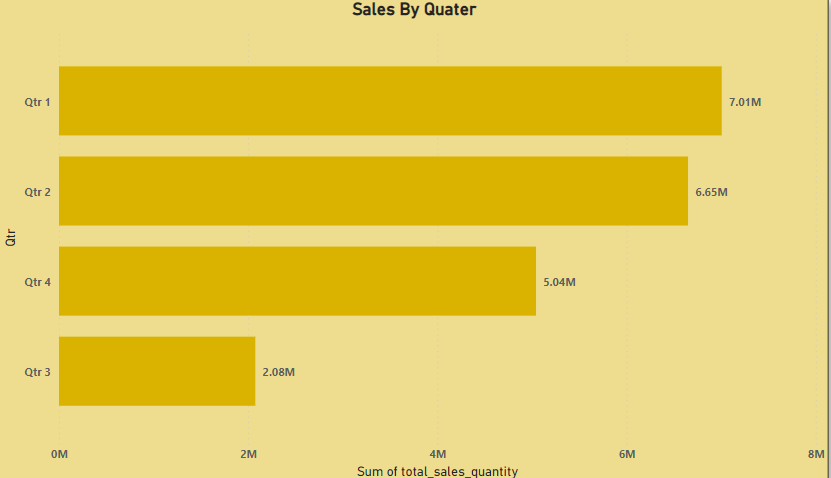 Sales By Quater
Qtr
Qtr 1 7.01M
Qtr 2 6.65M
Qtr 4 5.04M
Qtr 3 2.08M
0M 2M 4M 6M 8M
Sum of total_sales_quantity